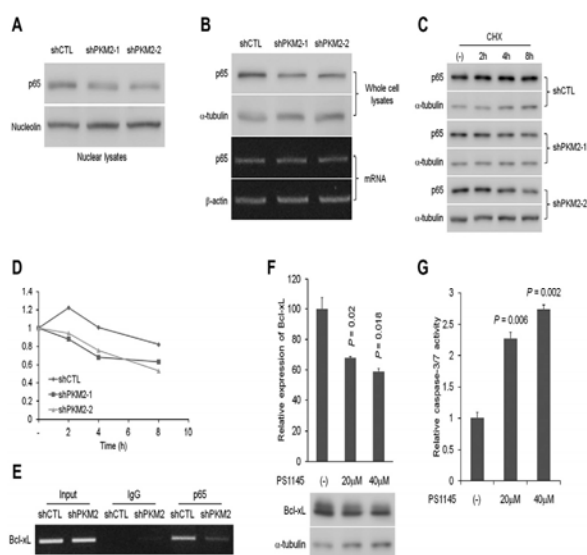 A
shCTL shPKM2-1 shPKM2-2
p65
Nucleolin
Nuclear lysates
B
shCTL shPKM2-1 shPKM2-2
p65
α-tubulin
Whole cell
lysates
p65
β-actin
mRNA
C
CHX
(-) 2h 4h 8h
p65
α-tubulin
shCTL
p65
α-tubulin
shPKM2-1
p65
α-tubulin
shPKM2-2
D
1.4
1.2
1
0.8
0.6
0.4
0.2
0
shCTL
shPKM2-1
shPKM2-2
- 2 4 6 8 10
Time (h)
E
Input IgG p65
shCTL shPKM2 shCTL shPKM2 shCTL shPKM2
Bcl-xL
F
Relative expression of Bcl-xL
120
100
80
60
40
20
0
P = 0.02
P = 0.018
PS1145 (-) 20µM 40µM
Bcl-xL
α-tubulin
G
Relative caspase-3/7 activity
3
2.5
2
1.5
1
0.5
0
P = 0.006
P = 0.002
PS1145 (-) 20µM 40µM